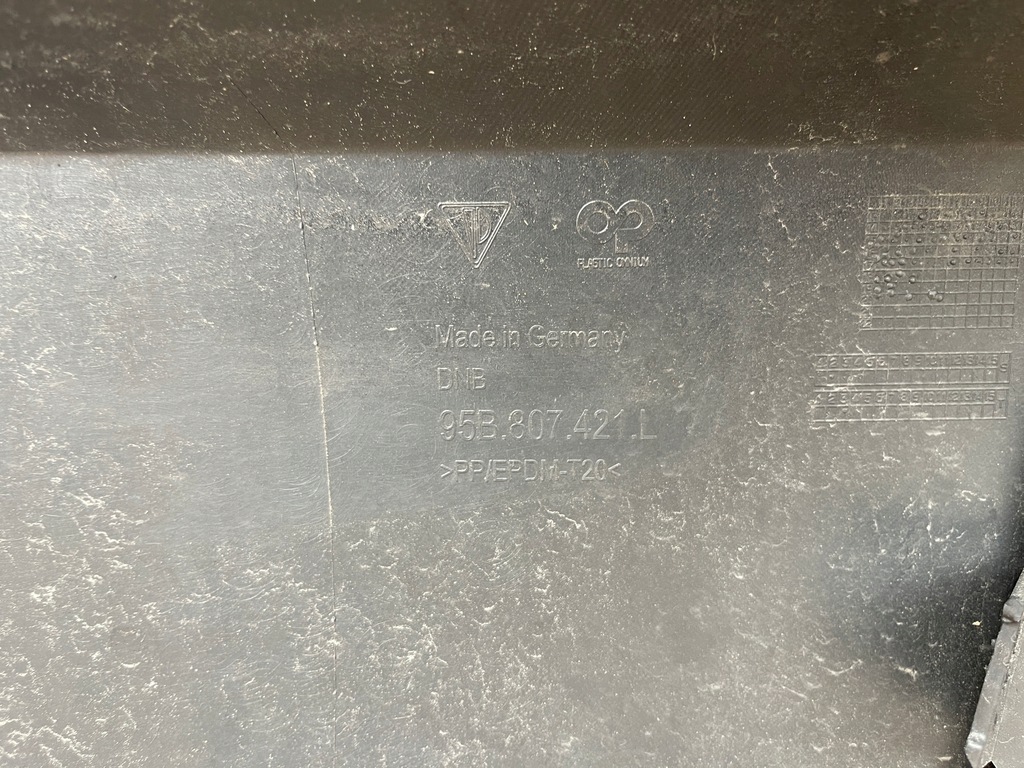 PLASTIC OMNIUM
Made in Germany
DNB
95B.807.421.L
>PP/EPDM-T20<